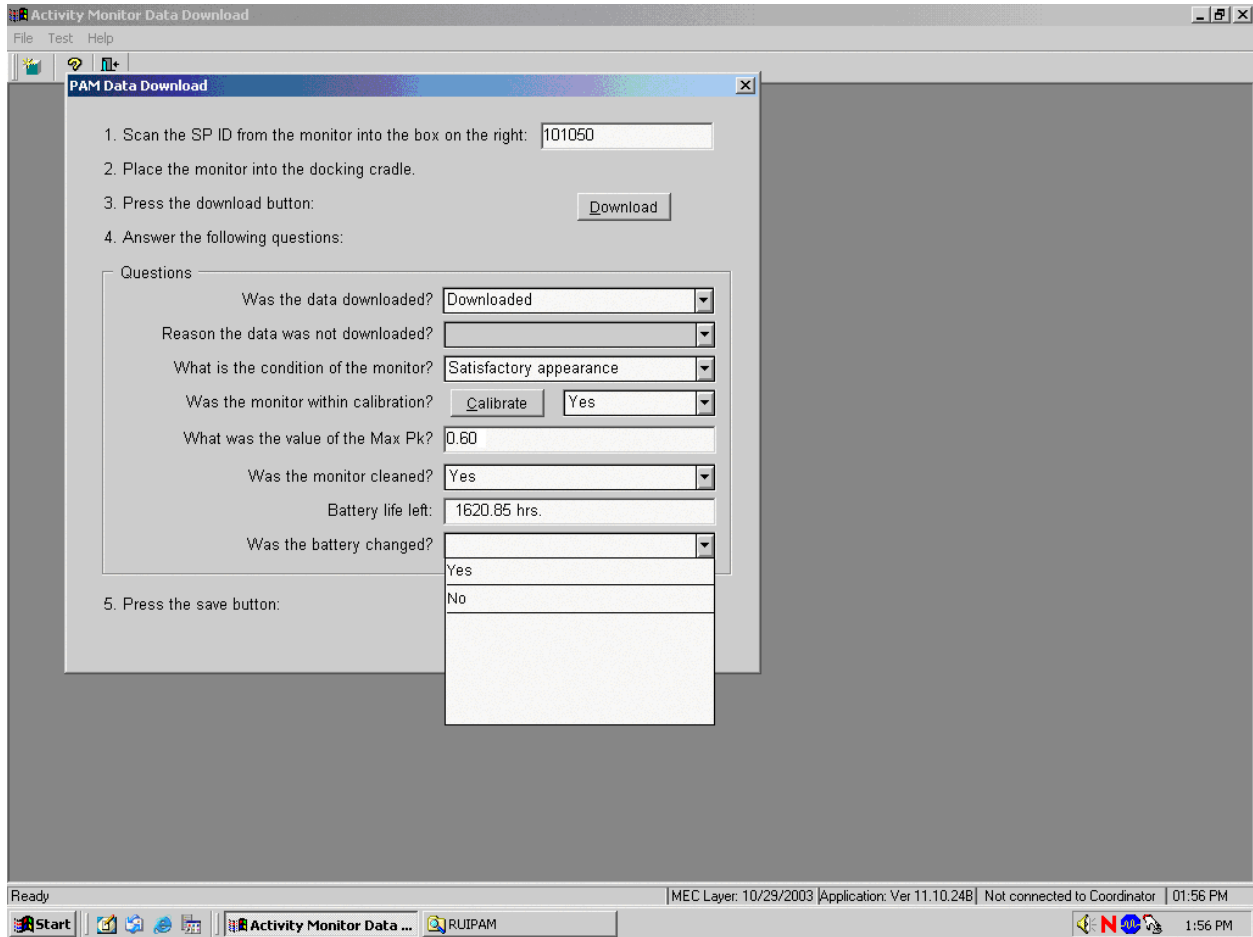 Activity Monitor Data Download
File Test Help
PAM Data Download
1. Scan the SP ID from the monitor into the box on the right: 101050
2. Place the monitor into the docking cradle.
3. Press the download button: Download
4. Answer the following questions:
Questions
Was the data downloaded? Downloaded
Reason the data was not downloaded?
What is the condition of the monitor? Satisfactory appearance
Was the monitor within calibration? Calibrate Yes
What was the value of the Max Pk? 0.60
Was the monitor cleaned? Yes
Battery life left: 1620.85 hrs.
Was the battery changed?
Yes
No
5. Press the save button:
Ready MEC Layer: 10/29/2003 Application: Ver 11.10.24B Not connected to Coordinator 01:56 PM
Start Activity Monitor Data ... RUIPAM N 1:56 PM